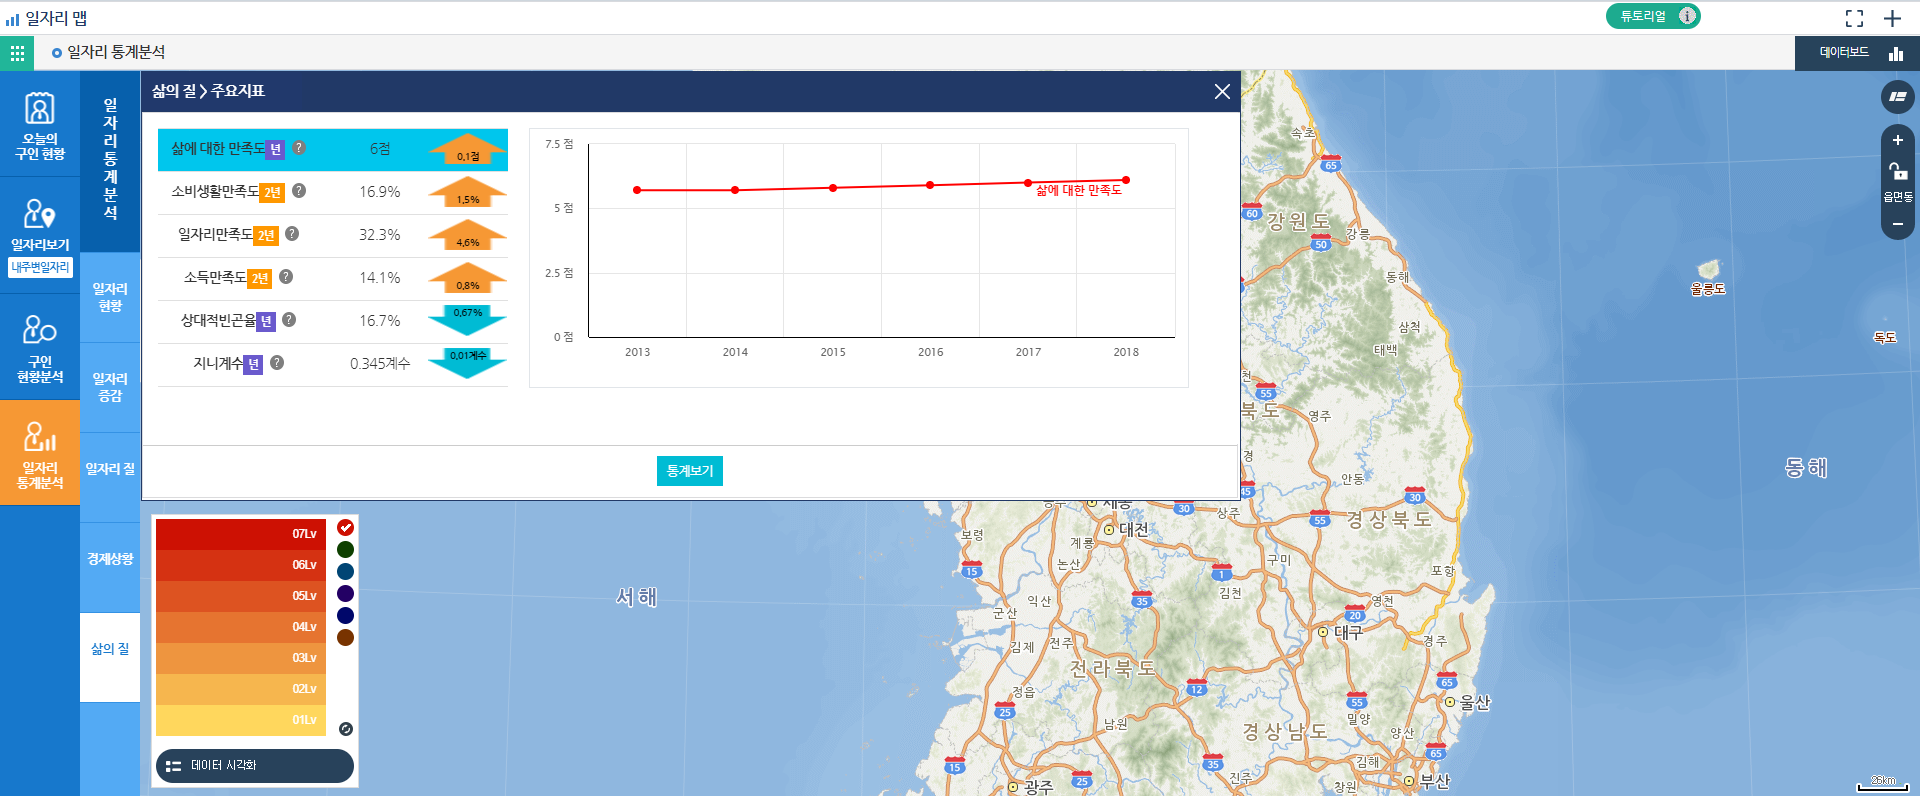 일자리 맵
튜토리얼 i
일자리 통계분석
데이터보드
오늘의
구인 현황
일자리보기
내주변일자리
구인
현황분석
일자리
통계분석
일자리통계분석
일자리
현황
일자리
증감
일자리 질
경제상황
삶의 질
삶의 질 > 주요지표
삶에 대한 만족도 년 ? 6점 0.1점
소비생활만족도 2년 ? 16.9% 1.5%
일자리만족도 2년 ? 32.3% 4.6%
소득만족도 2년 ? 14.1% 0.8%
상대적빈곤율 년 ? 16.7% 0.67%
지니계수 년 ? 0.345계수 0.01계수
7.5 점
5 점
2.5 점
0 점
삶에 대한 만족도
2013 2014 2015 2016 2017 2018
통계보기
07Lv
06Lv
05Lv
04Lv
03Lv
02Lv
01Lv
데이터 시각화
읍면동
속초
65
60
강원도
50
강릉
동해
울릉도
삼척
독도
태백
55
북도
영주
동해
안동
45
30
30
상주
55
경상북도
대전
보령
계룡
논산
15
1
구미
포항
서해
익산
35
김천
영천
군산
20
대구
전주
김제
경주
전라북도
65
정읍
12
울산
55
25
밀양
남원
경상남도
양산
65
15
35
김해
25
진주
부산
광주
창원
26km